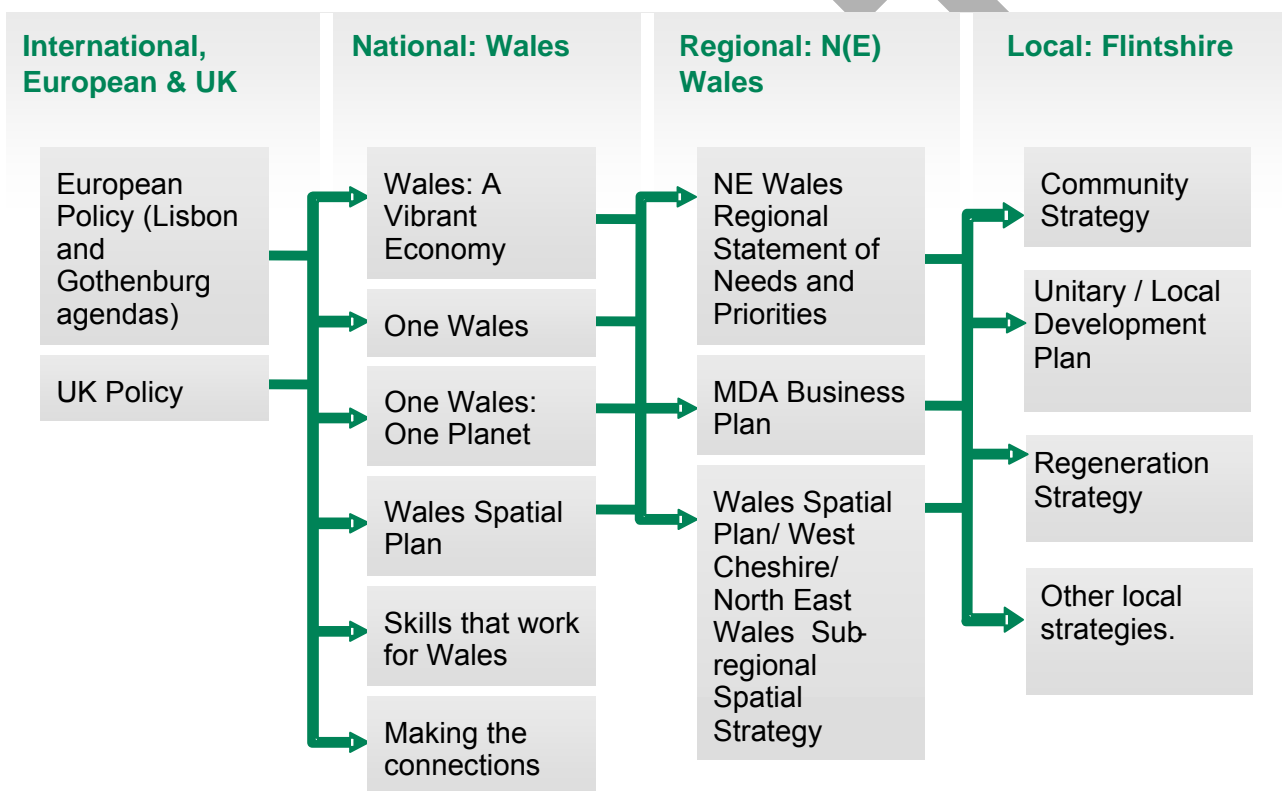 International,
European & UK
National: Wales
Regional: N(E)
Wales
Local: Flintshire
European
Policy (Lisbon
and
Gothenburg
agendas)
UK Policy
Wales: A
Vibrant
Economy
One Wales
One Wales:
One Planet
Wales Spatial
Plan
Skills that work
for Wales
Making the
connections
NE Wales
Regional
Statement of
Needs and
Priorities
MDA Business
Plan
Wales Spatial
Plan/ West
Cheshire/
North East
Wales Sub-
regional
Spatial
Strategy
Community
Strategy
Unitary / Local
Development
Plan
Regeneration
Strategy
Other local
strategies.